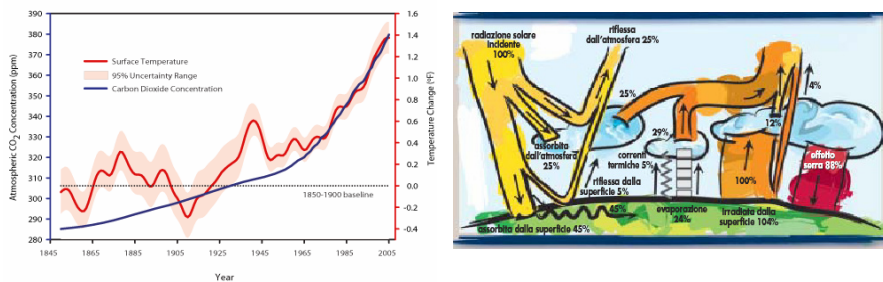 390
380
370
360
350
340
330
320
310
300
290
280
Atmospheric CO2 Concentration (ppm)
Surface Temperature
95% Uncertainty Range
Carbon Dioxide Concentration
1850-1900 baseline
1.6
1.4
1.2
1.0
0.8
0.6
0.4
0.2
0.0
-0.2
-0.4
Temperature Change (°F)
1845
1865
1885
1905
1925
1945
1965
1985
2005
Year
radiazione solare
incidente
100%
riflessa
dall'atmosfera 25%
25%
4%
12%
29%
assorbita
dall'atmosfera
25%
correnti
termiche 5%
riflessa dalla
superficie 5%
effetto
serra 88%
100%
45%
evaporazione
24%
irradiata dalla
superficie 104%
assorbita dalla superficie 45%